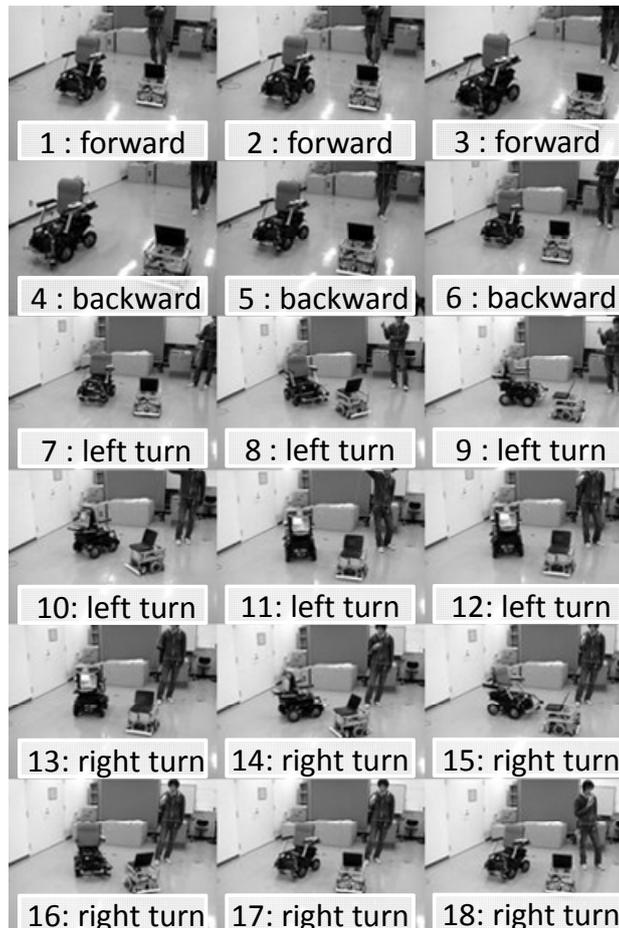 1 : forward
2 : forward
3 : forward
4 : backward
5 : backward
6 : backward
7 : left turn
8 : left turn
9 : left turn
10: left turn
11: left turn
12: left turn
13: right turn
14: right turn
15: right turn
16: right turn
17: right turn
18: right turn